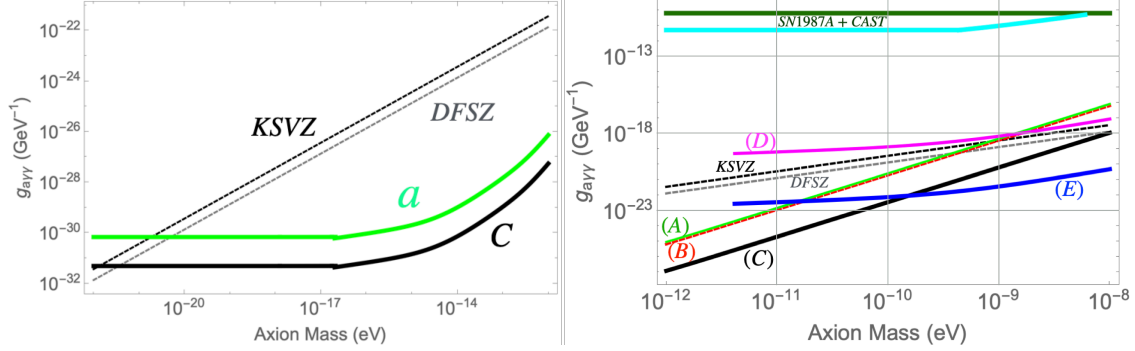 10⁻²²
10⁻²⁴
10⁻²⁶
10⁻²⁸
10⁻³⁰
10⁻³²
g_aγγ (GeV⁻¹)
KSVZ
DFSZ
a
C
10⁻²⁰
10⁻¹⁷
10⁻¹⁴
Axion Mass (eV)
SN1987A + CAST
10⁻¹³
10⁻¹⁸
10⁻²³
g_aγγ (GeV⁻¹)
(D)
KSVZ
DFSZ
(E)
(A)
(B)
(C)
10⁻¹²
10⁻¹¹
10⁻¹⁰
10⁻⁹
10⁻⁸
Axion Mass (eV)